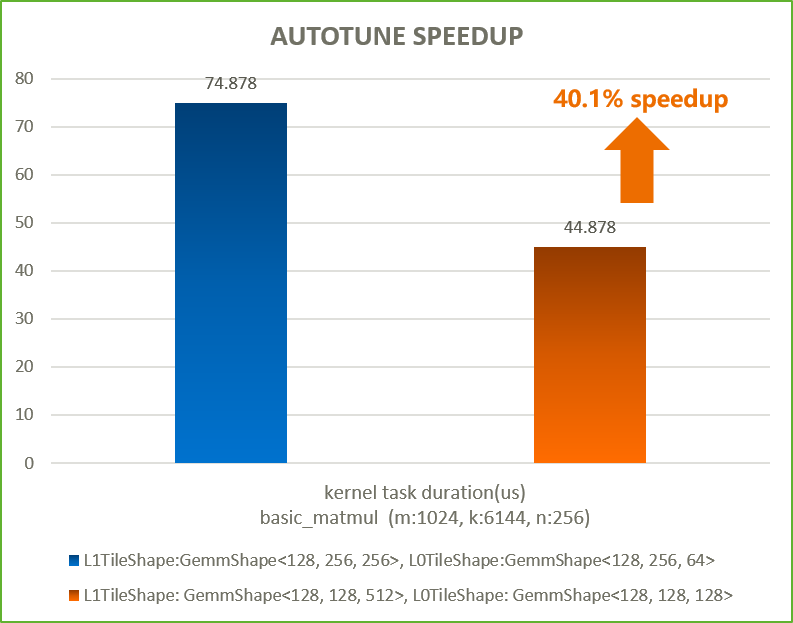 AUTOTUNE SPEEDUP
80
70
60
50
40
30
20
10
0
74.878
40.1% speedup
44.878
kernel task duration(us)
basic_matmul (m:1024, k:6144, n:256)
L1TileShape:GemmShape<128, 256, 256>, L0TileShape:GemmShape<128, 256, 64>
L1TileShape: GemmShape<128, 128, 512>, L0TileShape: GemmShape<128, 128, 128>